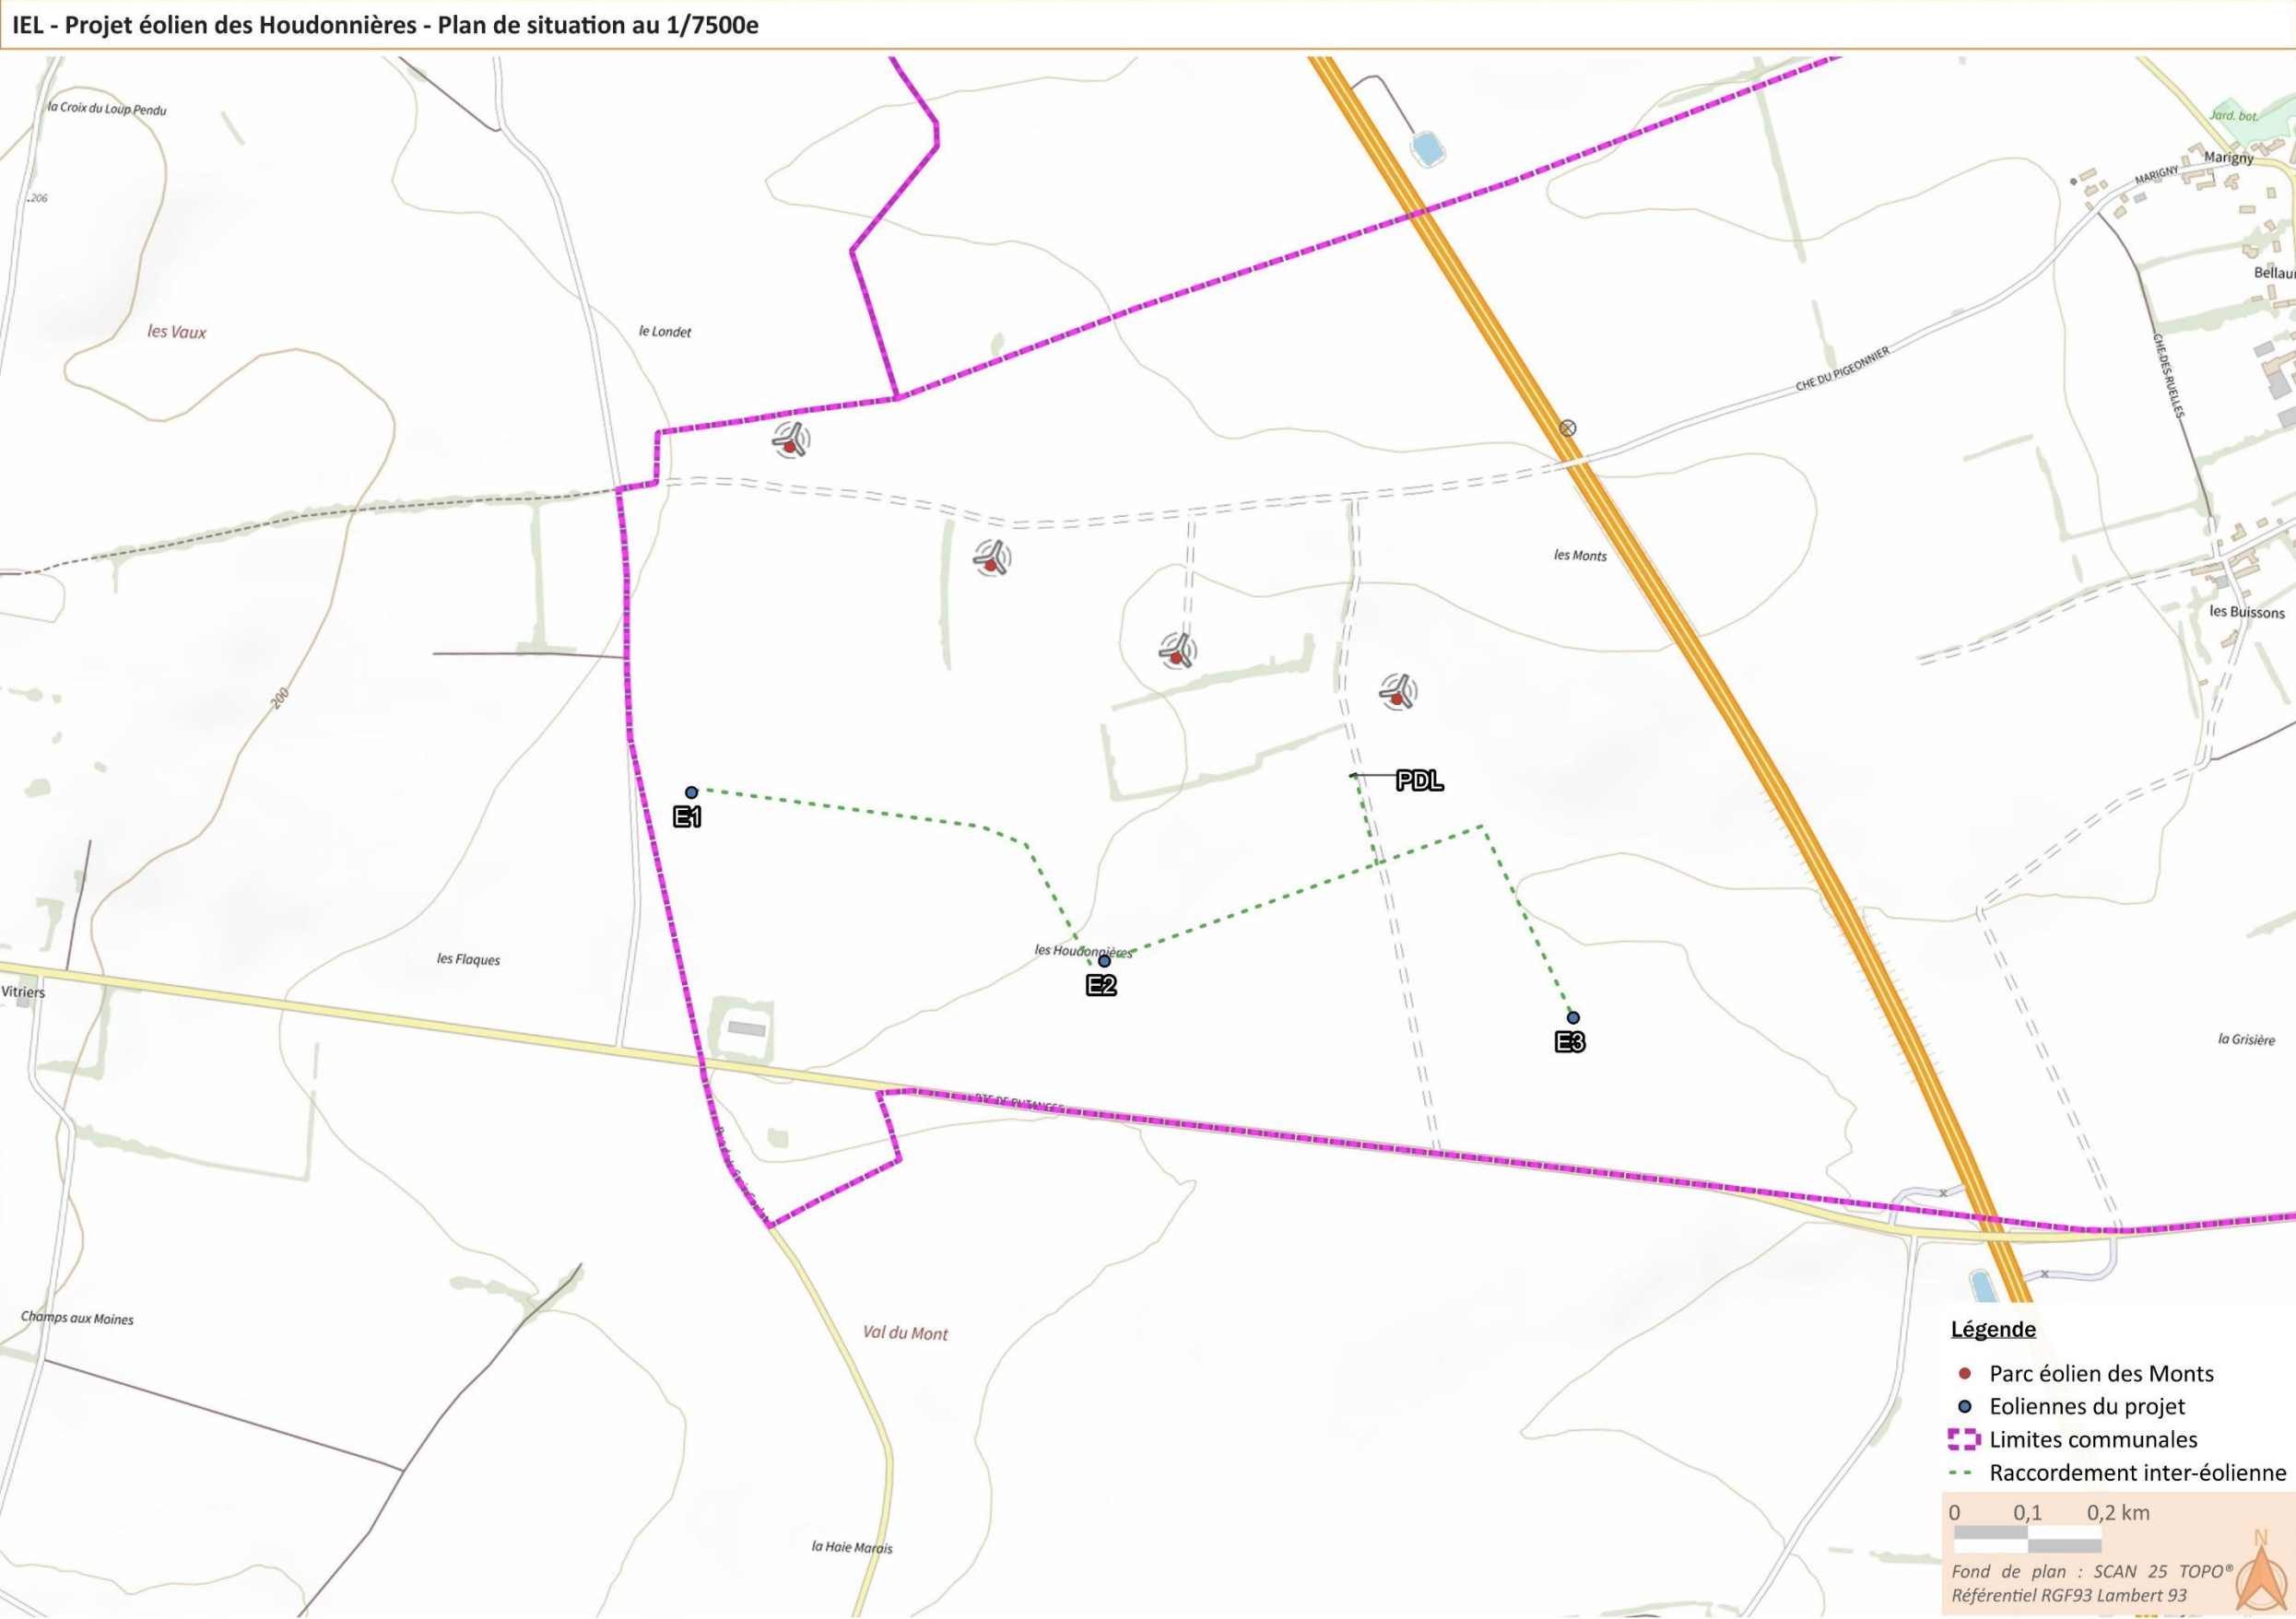 IEL - Projet éolien des Houdonnières - Plan de situation au 1/7500e
la Croix du Loup Pendu
Jard. bot.
Marigny
MARIGNY
.206
Bellau
les Vaux
le Londet
CHE DU PIGEONNIER
CHE DES RUELLES
les Monts
les Buissons
200
PDL
E1
les Flaques
les Houdonnières
E2
Vitriers
E3
la Grisière
RTE DE PUTANGES
Champs aux Moines
Val du Mont
la Haie Marais
Légende
Parc éolien des Monts
Eoliennes du projet
Limites communales
Raccordement inter-éolienne
0 0,1 0,2 km
N
Fond de plan : SCAN 25 TOPO®
Référentiel RGF93 Lambert 93